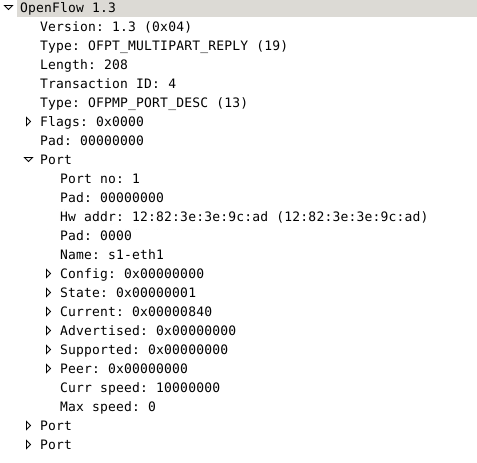 OpenFlow 1.3
Version: 1.3 (0x04)
Type: OFPT_MULTIPART_REPLY (19)
Length: 208
Transaction ID: 4
Type: OFPMP_PORT_DESC (13)
Flags: 0x0000
Pad: 00000000
Port
Port no: 1
Pad: 00000000
Hw addr: 12:82:3e:3e:9c:ad (12:82:3e:3e:9c:ad)
Pad: 0000
Name: s1-eth1
Config: 0x00000000
State: 0x00000001
Current: 0x00000840
Advertised: 0x00000000
Supported: 0x00000000
Peer: 0x00000000
Curr speed: 10000000
Max speed: 0
Port
Port